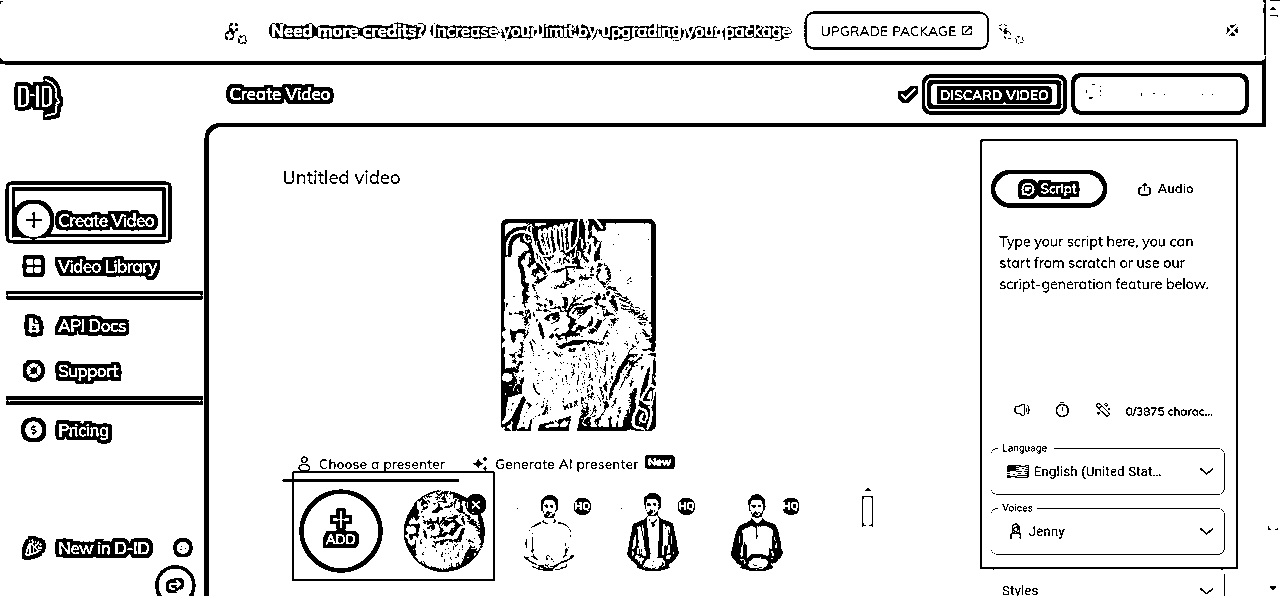 Need more credits? Increase your limit by upgrading your package
UPGRADE PACKAGE
D-ID
Create Video
DISCARD VIDEO
Create Video
Video Library
API Docs
Support
Pricing
New in D-ID
Untitled video
Choose a presenter
Generate AI presenter New
ADD
HQ
HQ
HQ
Script
Audio
Type your script here, you can
start from scratch or use our
script-generation feature below.
0/3875 charac...
Language
English (United Stat...
Voices
Jenny
Styles